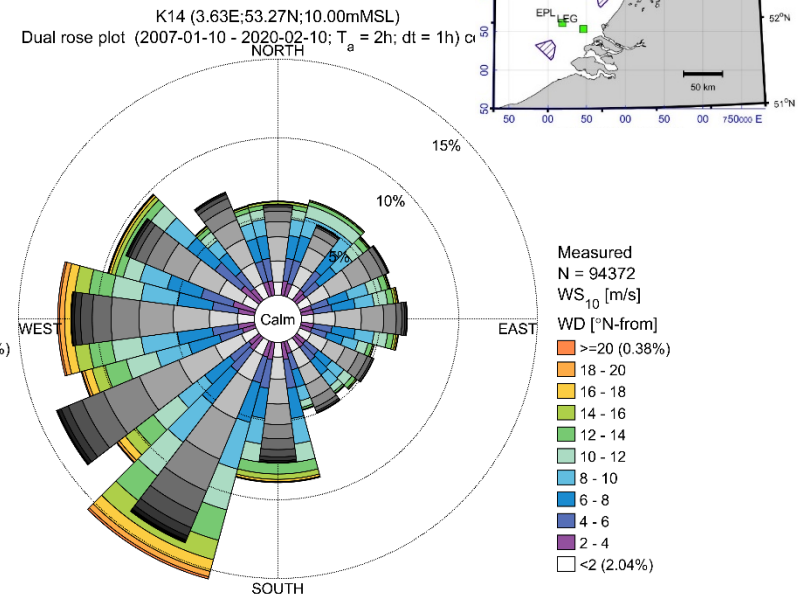 K14 (3.63E;53.27N;10.00mMSL)
Dual rose plot (2007-01-10 - 2020-02-10; Ta = 2h; dt = 1h)
NORTH
15%
10%
5%
Calm
WEST
EAST
SOUTH
%)
EPL
LEG
52°N
51°N
50 km
50
00
50
50
00
50
00
50
750000 E
Measured
N = 94372
WS10 [m/s]
WD [°N-from]
>=20 (0.38%)
18 - 20
16 - 18
14 - 16
12 - 14
10 - 12
8 - 10
6 - 8
4 - 6
2 - 4
<2 (2.04%)